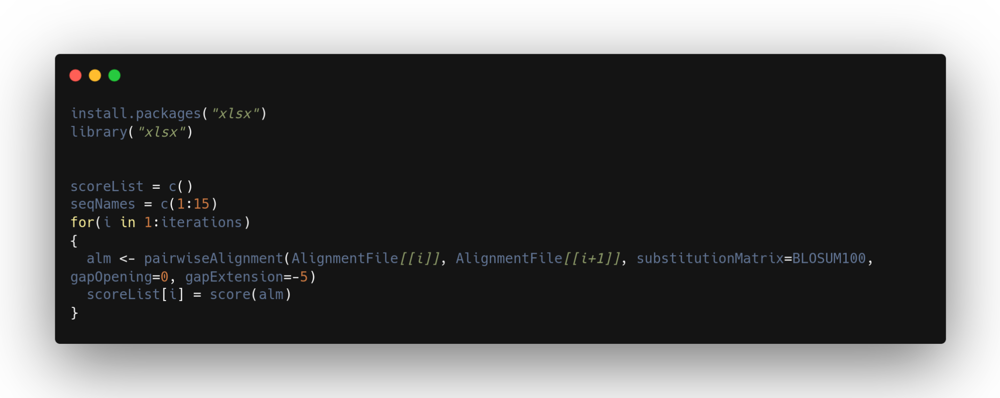 install.packages("xlsx")
library("xlsx")
scoreList = c()
seqNames = c(1:15)
for(i in 1:iterations)
{
  alm <- pairwiseAlignment(AlignmentFile[[i]], AlignmentFile[[i+1]], substitutionMatrix=BLOSUM100,
gapOpening=0, gapExtension=-5)
  scoreList[i] = score(alm)
}